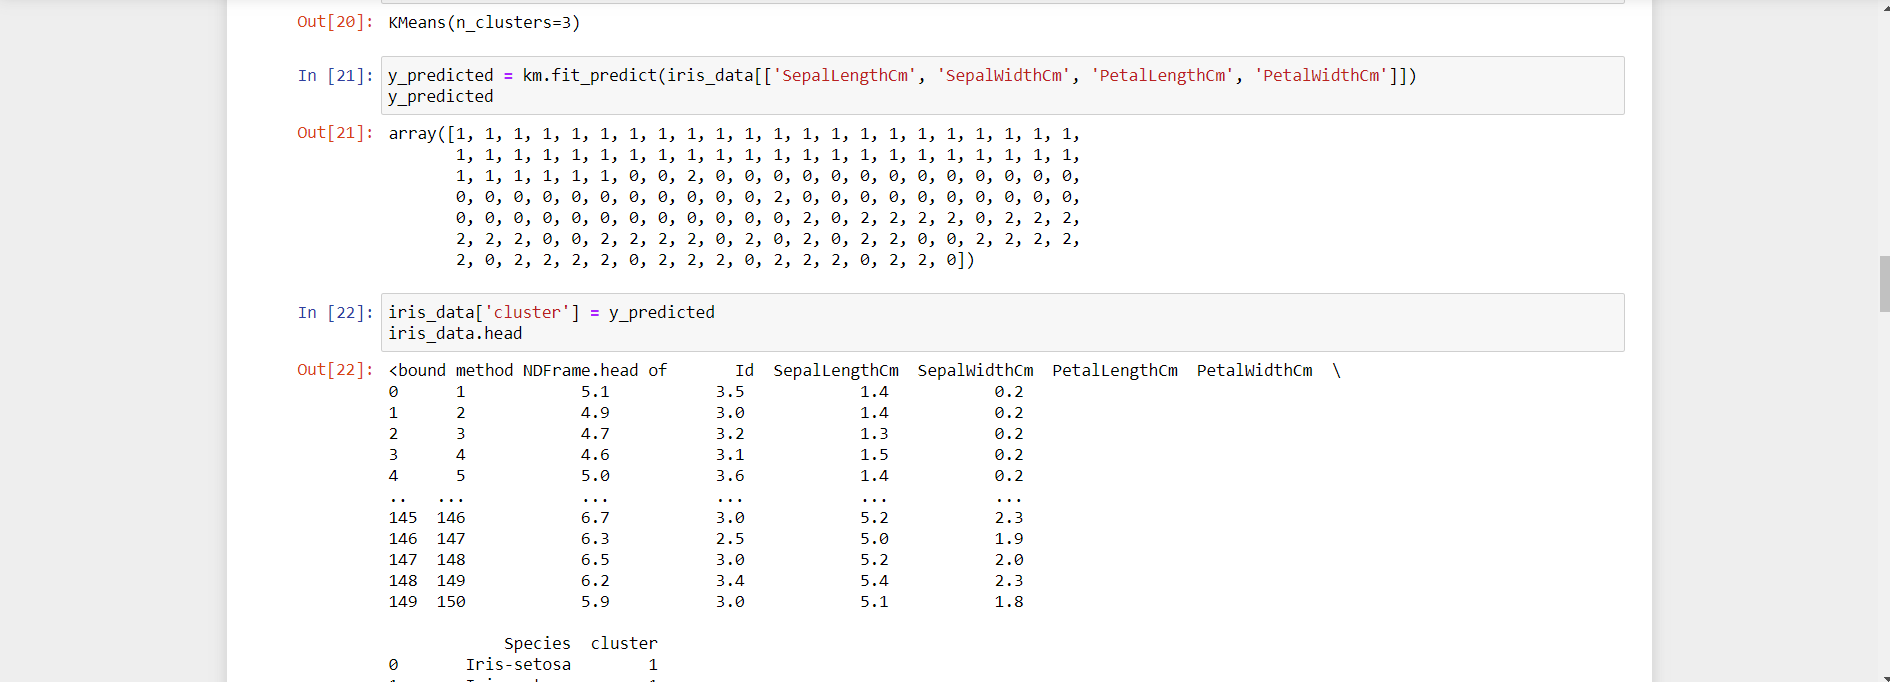 Out[20]: KMeans(n_clusters=3)
In [21]: y_predicted = km.fit_predict(iris_data[['SepalLengthCm', 'SepalWidthCm', 'PetalLengthCm', 'PetalWidthCm']])
y_predicted
Out[21]: array([1, 1, 1, 1, 1, 1, 1, 1, 1, 1, 1, 1, 1, 1, 1, 1, 1, 1, 1, 1, 1, 1,
1, 1, 1, 1, 1, 1, 1, 1, 1, 1, 1, 1, 1, 1, 1, 1, 1, 1, 1, 1, 1, 1,
1, 1, 1, 1, 1, 1, 0, 0, 2, 0, 0, 0, 0, 0, 0, 0, 0, 0, 0, 0, 0, 0,
0, 0, 0, 0, 0, 0, 0, 0, 0, 0, 0, 2, 0, 0, 0, 0, 0, 0, 0, 0, 0, 0,
0, 0, 0, 0, 0, 0, 0, 0, 0, 0, 0, 0, 2, 0, 2, 2, 2, 2, 0, 2, 2, 2,
2, 2, 2, 0, 0, 2, 2, 2, 2, 0, 2, 0, 2, 0, 2, 2, 0, 0, 2, 2, 2, 2,
2, 0, 2, 2, 2, 2, 0, 2, 2, 2, 0, 2, 2, 2, 0, 2, 2, 0])
In [22]: iris_data['cluster'] = y_predicted
iris_data.head
Out[22]: <bound method NDFrame.head of Id SepalLengthCm SepalWidthCm PetalLengthCm PetalWidthCm \
0 1 5.1 3.5 1.4 0.2
1 2 4.9 3.0 1.4 0.2
2 3 4.7 3.2 1.3 0.2
3 4 4.6 3.1 1.5 0.2
4 5 5.0 3.6 1.4 0.2
.. ... ... ... ... ...
145 146 6.7 3.0 5.2 2.3
146 147 6.3 2.5 5.0 1.9
147 148 6.5 3.0 5.2 2.0
148 149 6.2 3.4 5.4 2.3
149 150 5.9 3.0 5.1 1.8
Species cluster
0 Iris-setosa 1